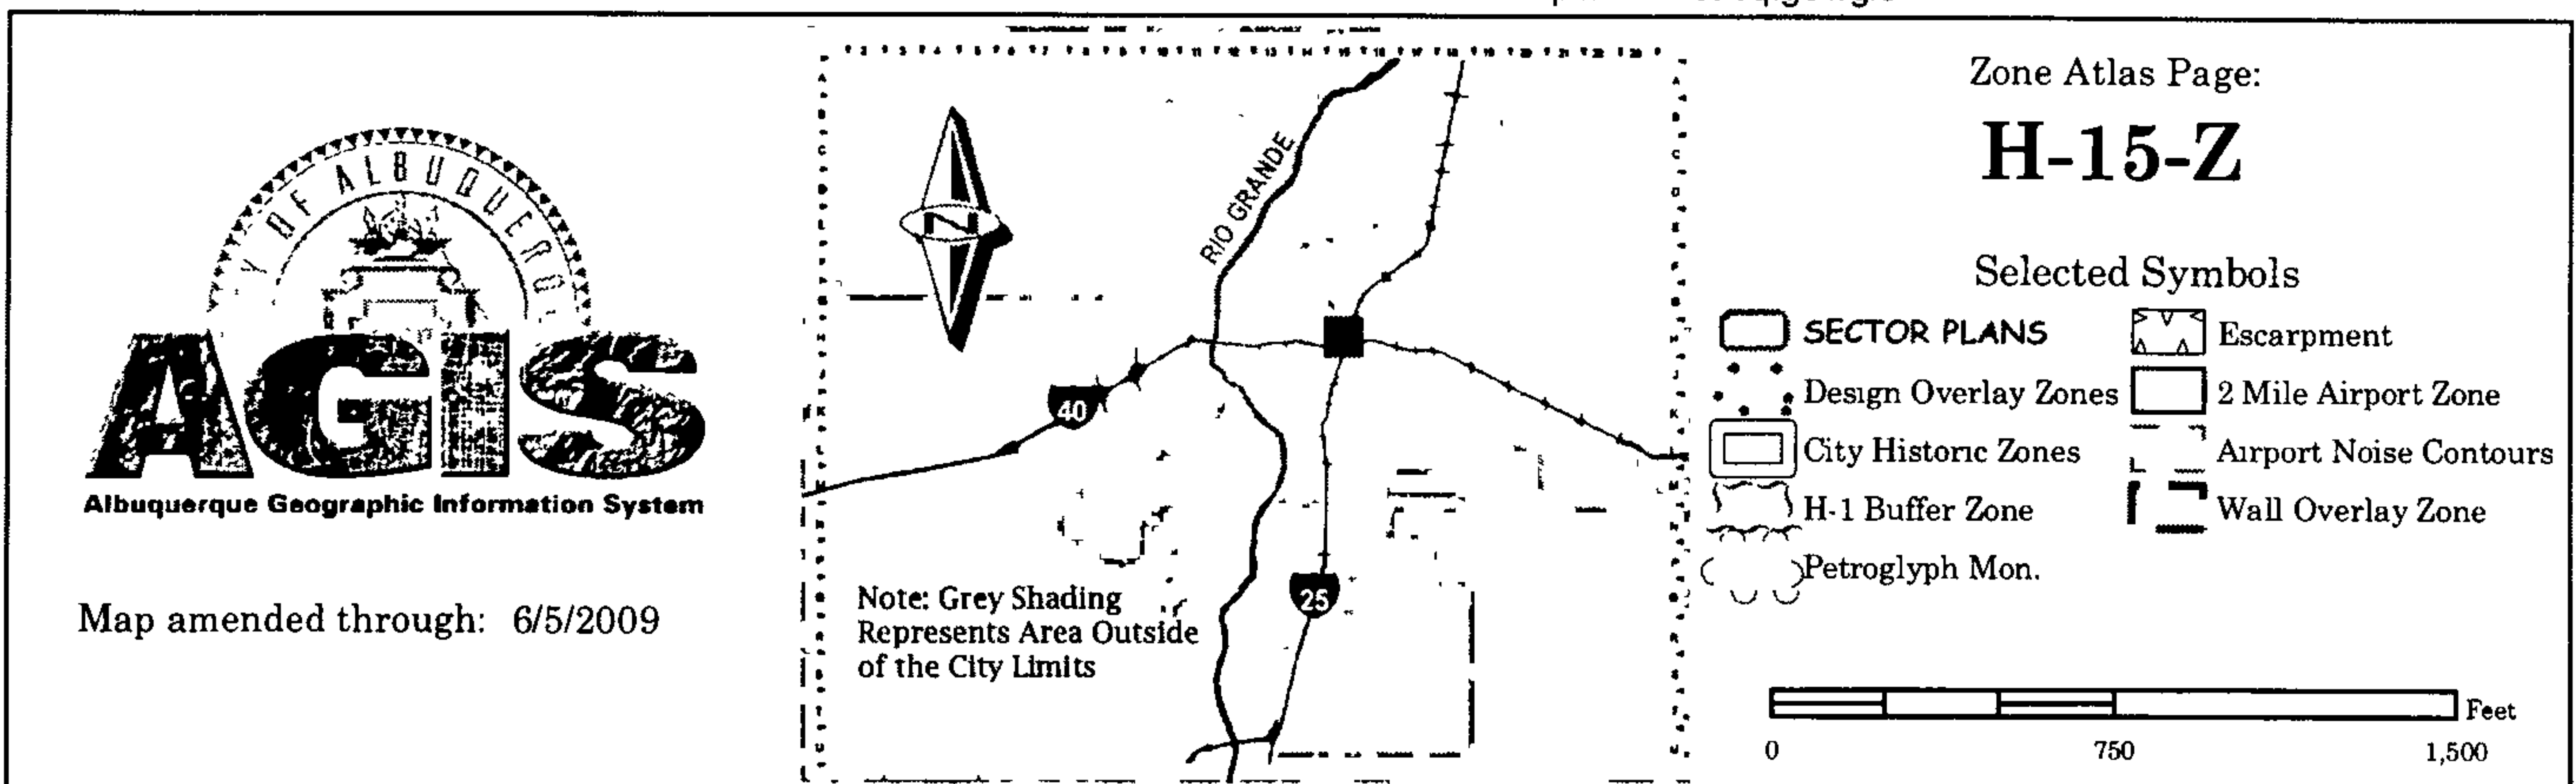 Y OF ALBUQUERQ
AGIS
Albuquerque Geographic Information System
Map amended through: 6/5/2009
N
RIO GRANDE
40
25
Note: Grey Shading
Represents Area Outside
of the City Limits
Zone Atlas Page:
H-15-Z
Selected Symbols
SECTOR PLANS
Escarpment
Design Overlay Zones
2 Mile Airport Zone
City Historic Zones
Airport Noise Contours
H-1 Buffer Zone
Wall Overlay Zone
Petroglyph Mon.
Feet
0 750 1,500